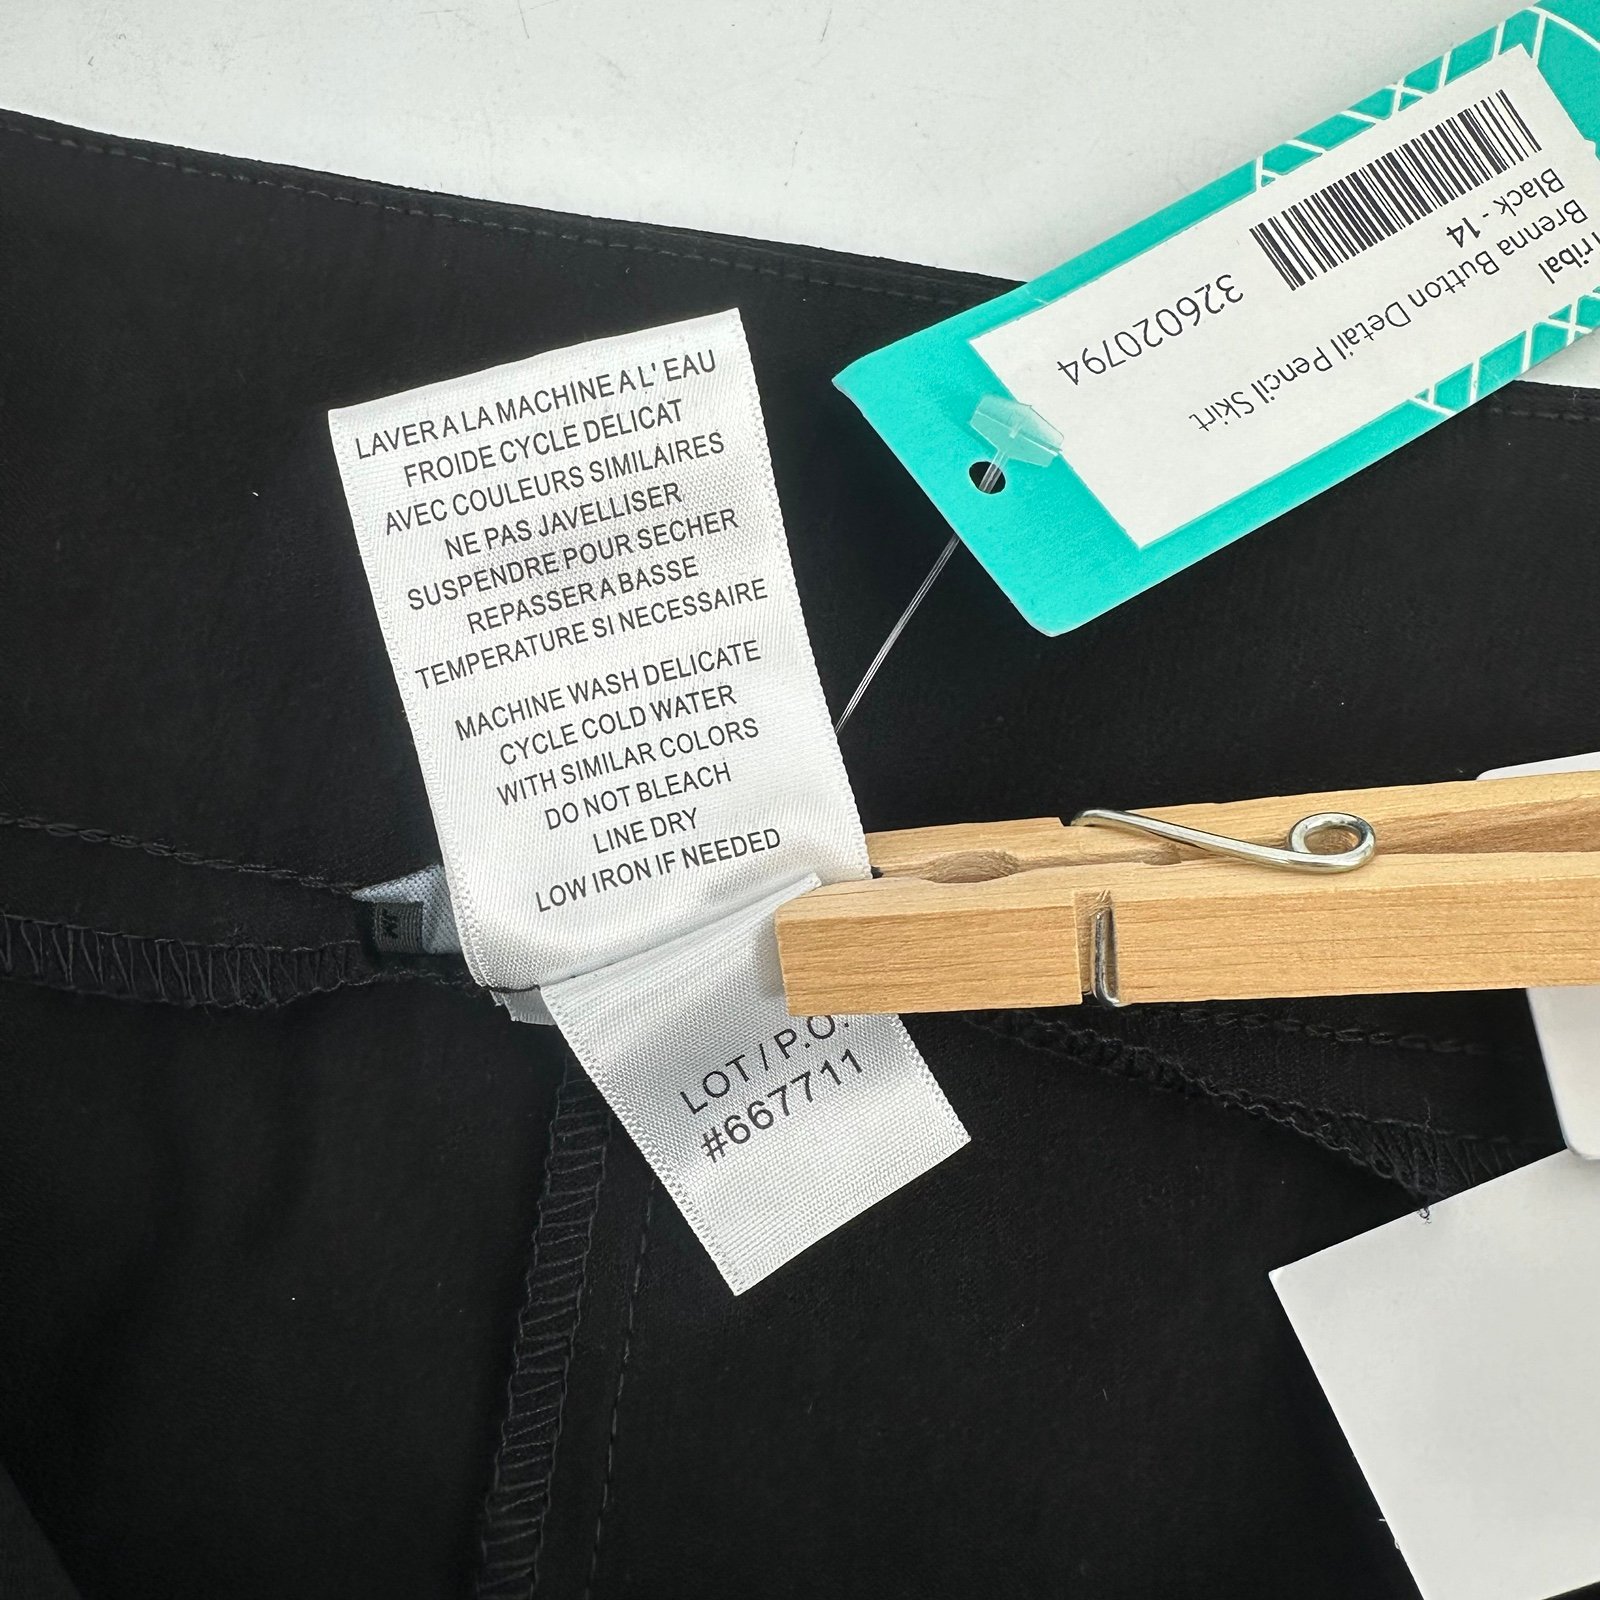 LAVER A LA MACHINE A L' EAU
FROIDE CYCLE DELICAT
AVEC COULEURS SIMILAIRES
NE PAS JAVELLISER
SUSPENDRE POUR SECHER
REPASSER A BASSE
TEMPERATURE SI NECESSAIRE
MACHINE WASH DELICATE
CYCLE COLD WATER
WITH SIMILAR COLORS
DO NOT BLEACH
LINE DRY
LOW IRON IF NEEDED
LOT / P.O.
#667711
Tribal
Brenna Button Detail Pencil Skirt
Black - 14
326020794